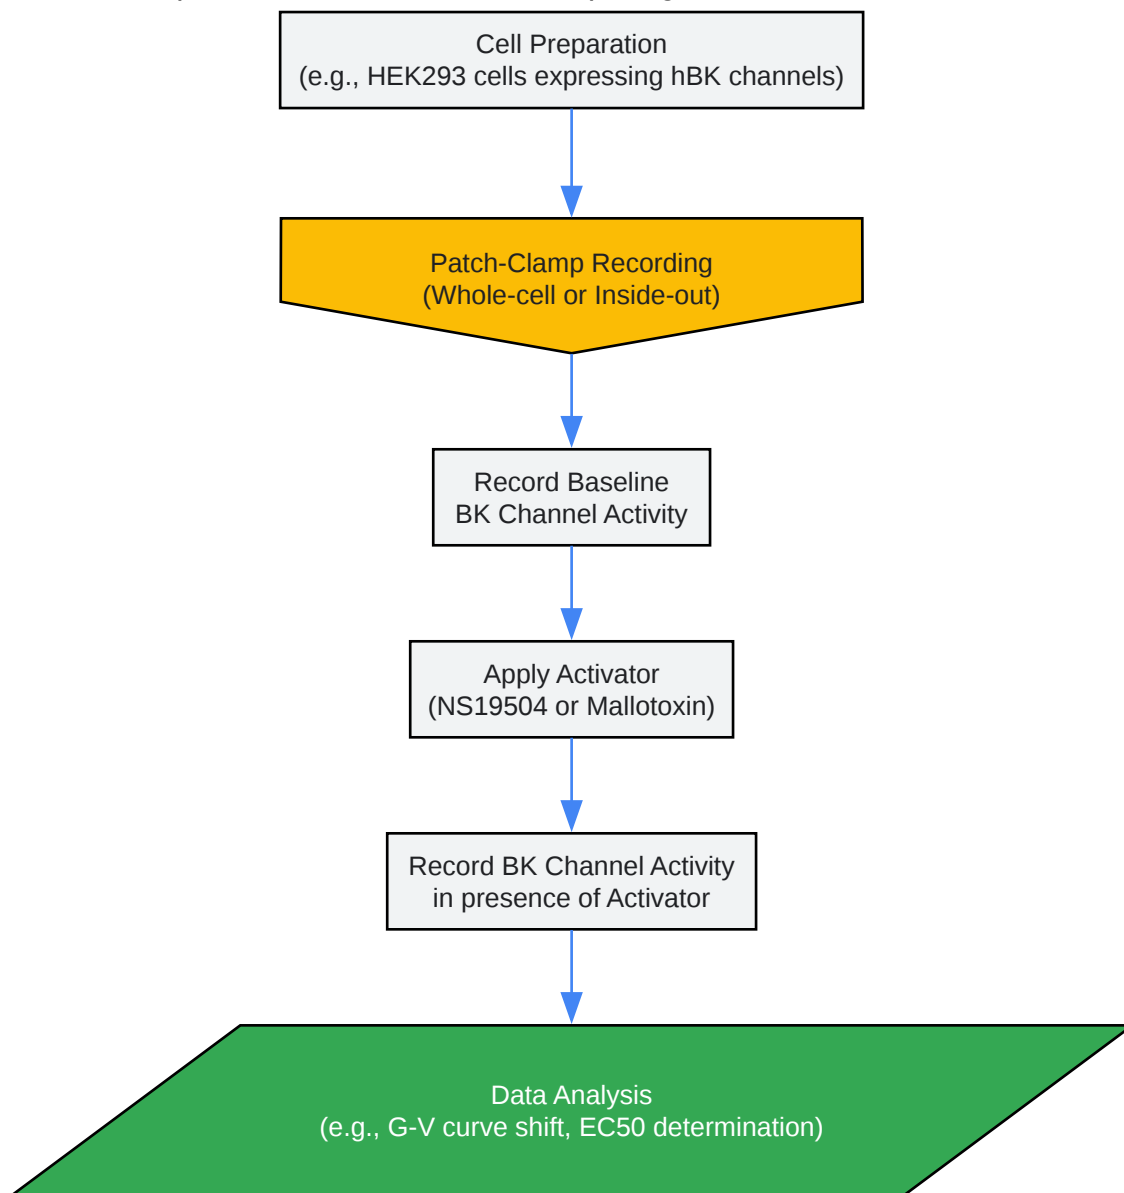 Cell Preparation
(e.g., HEK293 cells expressing hBK channels)
Patch-Clamp Recording
(Whole-cell or Inside-out)
Record Baseline
BK Channel Activity
Apply Activator
(NS19504 or Mallotoxin)
Record BK Channel Activity
in presence of Activator
Data Analysis
(e.g., G-V curve shift, EC50 determination)